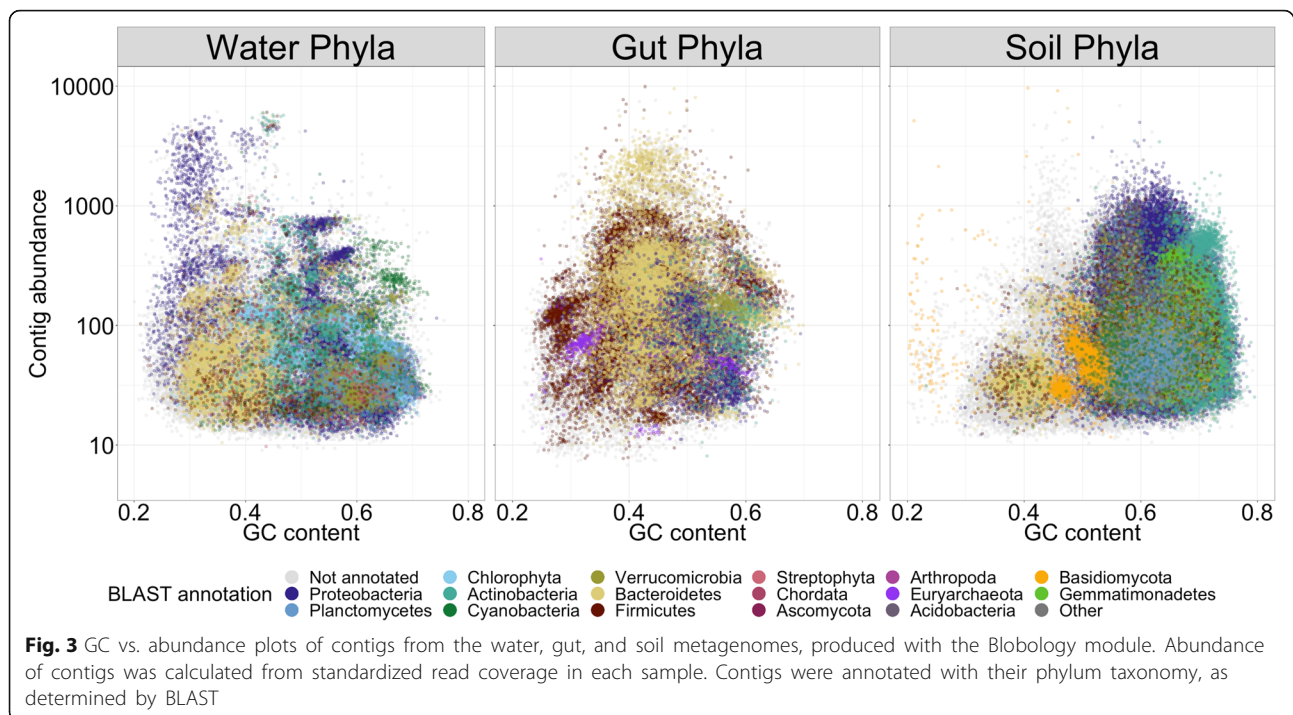 Water Phyla
Gut Phyla
Soil Phyla
Contig abundance
10000
1000
100
10
0.2 0.4 0.6 0.8
0.2 0.4 0.6 0.8
0.2 0.4 0.6 0.8
GC content
GC content
GC content
BLAST annotation
Not annotated Chlorophyta Verrucomicrobia Streptophyta Arthropoda Basidiomycota
Proteobacteria Actinobacteria Bacteroidetes Chordata Euryarchaeota Gemmatimonadetes
Planctomycetes Cyanobacteria Firmicutes Ascomycota Acidobacteria Other
Fig. 3 GC vs. abundance plots of contigs from the water, gut, and soil metagenomes, produced with the Blobology module. Abundance
of contigs was calculated from standardized read coverage in each sample. Contigs were annotated with their phylum taxonomy, as
determined by BLAST